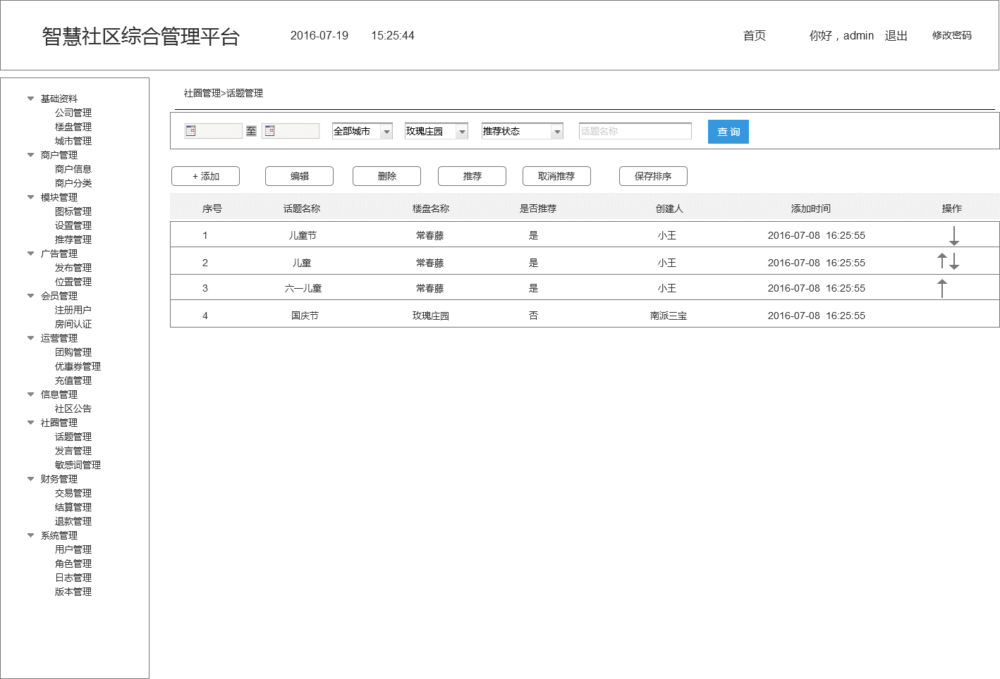 智慧社区综合管理平台 2016-07-19 15:25:44 首页 你好，admin 退出 修改密码
基础资料
公司管理
楼盘管理
城市管理
商户管理
商户信息
商户分类
模块管理
图标管理
设置管理
推荐管理
广告管理
发布管理
位置管理
会员管理
注册用户
房间认证
运营管理
团购管理
优惠券管理
充值管理
信息管理
社区公告
社圈管理
话题管理
发言管理
敏感词管理
财务管理
交易管理
结算管理
退款管理
系统管理
用户管理
角色管理
日志管理
版本管理
社圈管理>话题管理
至 全部城市 玫瑰庄园 推荐状态 话题名称 查 询
+ 添加 编辑 删除 推荐 取消推荐 保存排序
序号 话题名称 楼盘名称 是否推荐 创建人 添加时间 操作
1 儿童节 常春藤 是 小王 2016-07-08 16:25:55
2 儿童 常春藤 是 小王 2016-07-08 16:25:55
3 六一儿童 常春藤 是 小王 2016-07-08 16:25:55
4 国庆节 玫瑰庄园 否 南派三宝 2016-07-08 16:25:55